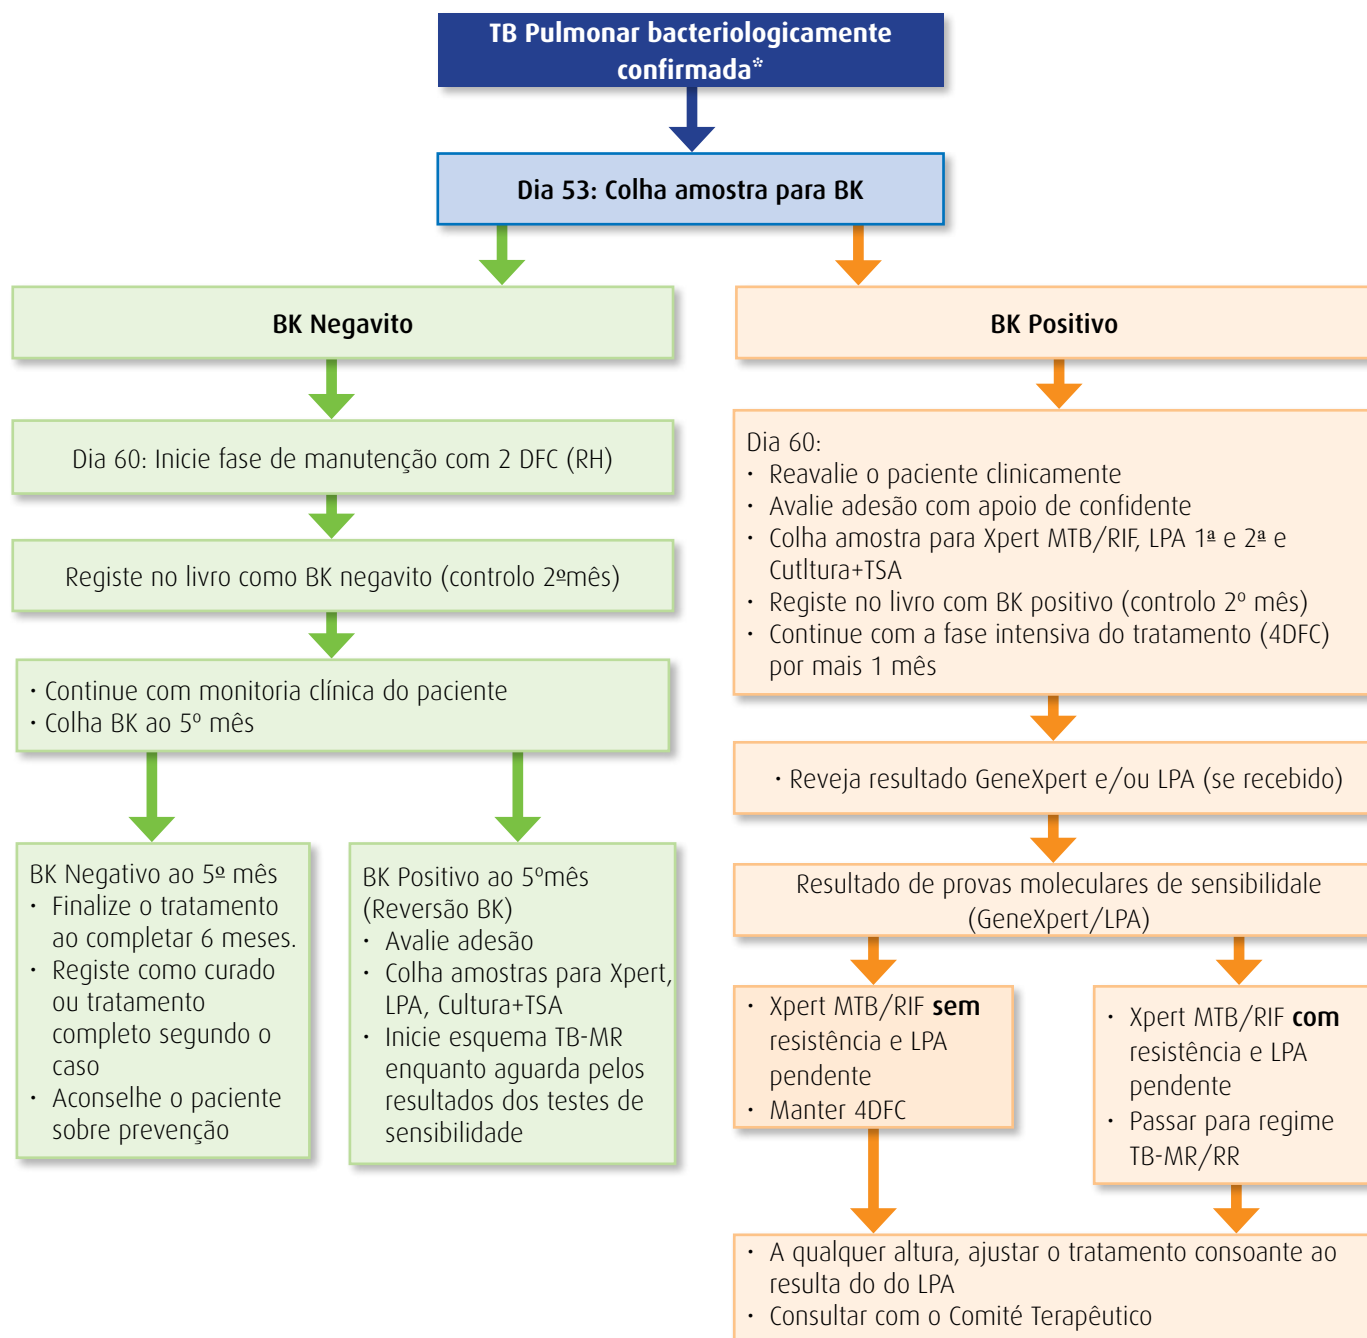 TB Pulmonar bacteriologicamente
confirmada*
Dia 53: Colha amostra para BK
BK Negavito
Dia 60: Inicie fase de manutenção com 2 DFC (RH)
Registe no livro como BK negavito (controlo 2ºmês)
· Continue com monitoria clínica do paciente
· Colha BK ao 5º mês
BK Negativo ao 5º mês
· Finalize o tratamento
ao completar 6 meses.
· Registe como curado
ou tratamento
completo segundo o
caso
· Aconselhe o paciente
sobre prevenção
BK Positivo ao 5ºmês
(Reversão BK)
· Avalie adesão
· Colha amostras para Xpert,
LPA, Cultura+TSA
· Inicie esquema TB-MR
enquanto aguarda pelos
resultados dos testes de
sensibilidade
BK Positivo
Dia 60:
· Reavalie o paciente clinicamente
· Avalie adesão com apoio de confidente
· Colha amostra para Xpert MTB/RIF, LPA 1ª e 2ª e
Cutltura+TSA
· Registe no livro com BK positivo (controlo 2º mês)
· Continue com a fase intensiva do tratamento (4DFC)
por mais 1 mês
· Reveja resultado GeneXpert e/ou LPA (se recebido)
Resultado de provas moleculares de sensibilidale
(GeneXpert/LPA)
· Xpert MTB/RIF sem
resistência e LPA
pendente
· Manter 4DFC
· Xpert MTB/RIF com
resistência e LPA
pendente
· Passar para regime
TB-MR/RR
· A qualquer altura, ajustar o tratamento consoante ao
resulta do do LPA
· Consultar com o Comité Terapêutico